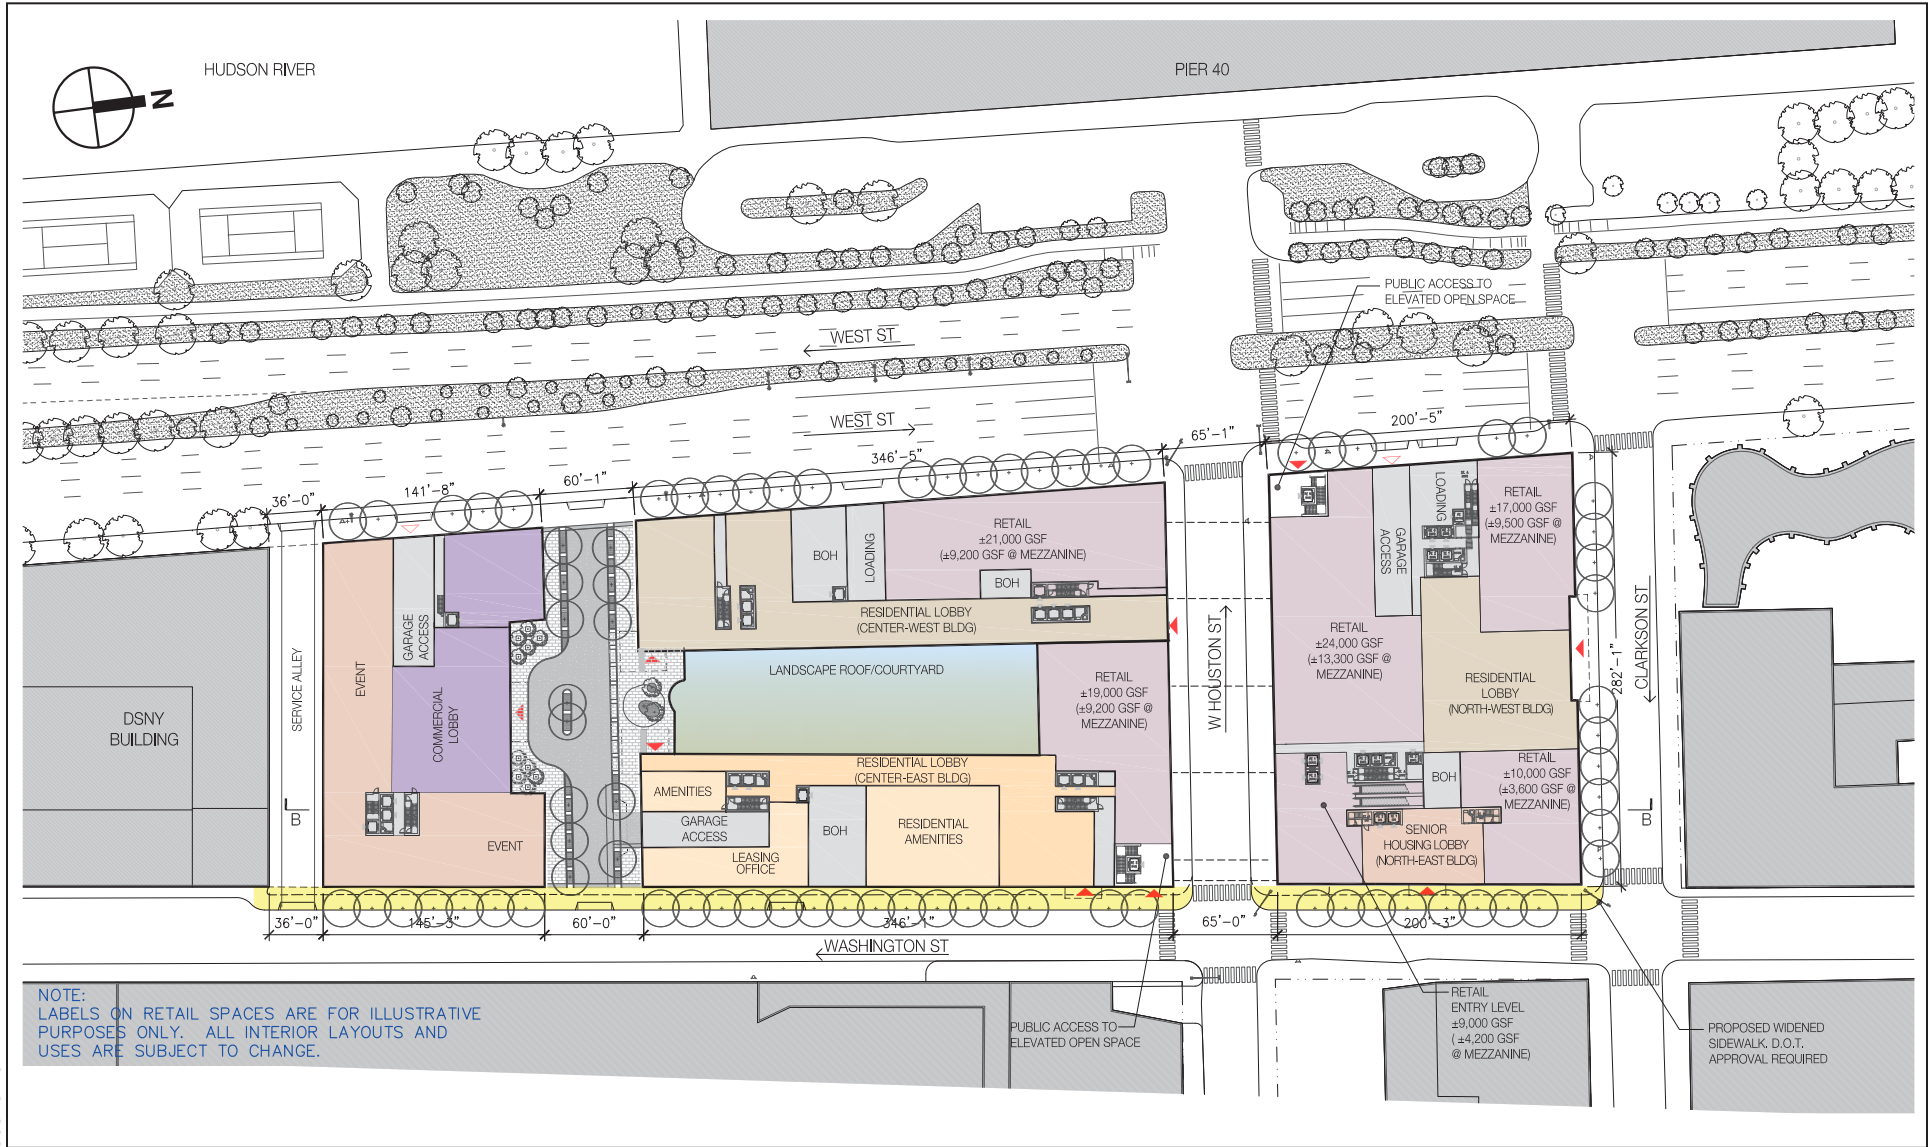 HUDSON RIVER
N
PIER 40
PUBLIC ACCESS TO
ELEVATED OPEN SPACE
WEST ST
WEST ST
36'-0"
141'-8"
60'-1"
346'-5"
65'-1"
200'-5"
DSNY
BUILDING
SERVICE ALLEY
EVENT
GARAGE
ACCESS
COMMERCIAL
LOBBY
EVENT
BOH
LOADING
RETAIL
±21,000 GSF
(±9,200 GSF @ MEZZANINE)
BOH
RESIDENTIAL LOBBY
(CENTER-WEST BLDG)
LANDSCAPE ROOF/COURTYARD
RETAIL
±19,000 GSF
(±9,200 GSF @
MEZZANINE)
RESIDENTIAL LOBBY
(CENTER-EAST BLDG)
AMENITIES
GARAGE
ACCESS
LEASING
OFFICE
BOH
RESIDENTIAL
AMENITIES
W HOUSTON ST
GARAGE
ACCESS
LOADING
RETAIL
±17,000 GSF
(±9,500 GSF @
MEZZANINE)
RETAIL
±24,000 GSF
(±13,300 GSF @
MEZZANINE)
RESIDENTIAL
LOBBY
(NORTH-WEST BLDG)
BOH
RETAIL
±10,000 GSF
(±3,600 GSF @
MEZZANINE)
SENIOR
HOUSING LOBBY
(NORTH-EAST BLDG)
282'-1"
CLARKSON ST
B
B
36'-0"
145'-3"
60'-0"
346'-1"
65'-0"
200'-3"
WASHINGTON ST
NOTE:
LABELS ON RETAIL SPACES ARE FOR ILLUSTRATIVE
PURPOSES ONLY. ALL INTERIOR LAYOUTS AND
USES ARE SUBJECT TO CHANGE.
PUBLIC ACCESS TO
ELEVATED OPEN SPACE
RETAIL
ENTRY LEVEL
±9,000 GSF
( ±4,200 GSF
@ MEZZANINE)
PROPOSED WIDENED
SIDEWALK. D.O.T.
APPROVAL REQUIRED